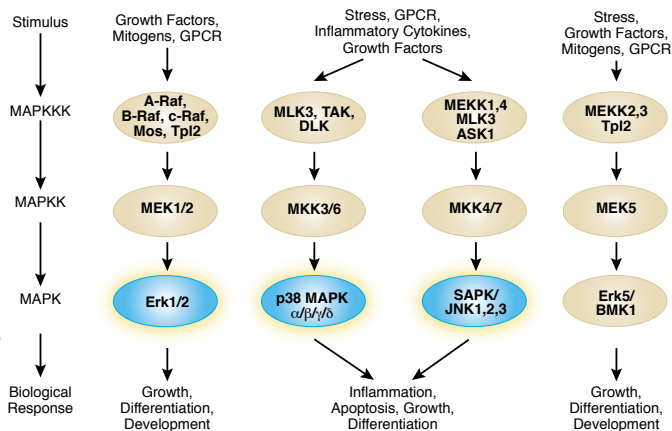 Stimulus
Growth Factors,
Mitogens, GPCR
Stress, GPCR,
Inflammatory Cytokines,
Growth Factors
Stress,
Growth Factors,
Mitogens, GPCR
MAPKKK
A-Raf,
B-Raf, c-Raf,
Mos, Tpl2
MLK3, TAK,
DLK
MEKK1,4
MLK3
ASK1
MEKK2,3
Tpl2
MAPKK
MEK1/2
MKK3/6
MKK4/7
MEK5
MAPK
Erk1/2
p38 MAPK
α/β/γ/δ
SAPK/
JNK1,2,3
Erk5/
BMK1
Biological
Response
Growth,
Differentiation,
Development
Inflammation,
Apoptosis, Growth,
Differentiation
Growth,
Differentiation,
Development